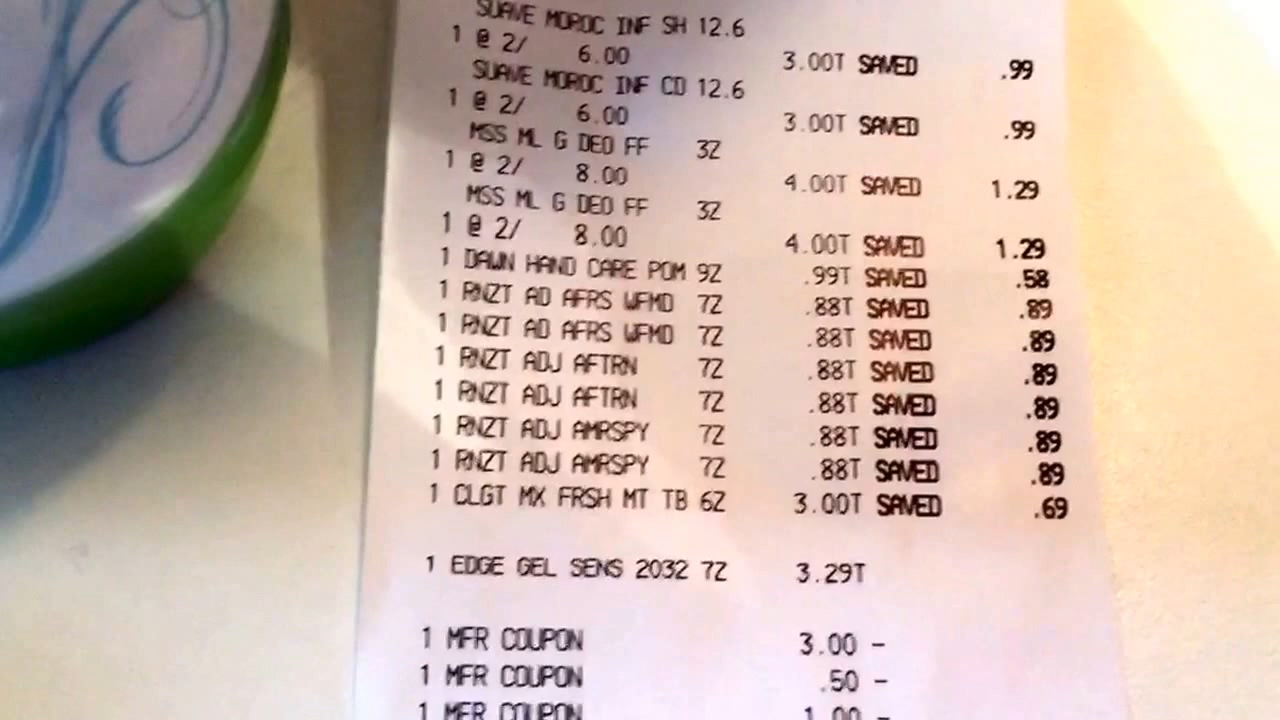 SUAVE MOROC INF SH 12.6
1 @ 2/ 6.00 3.00T SAVED .99
SUAVE MOROC INF CD 12.6
1 @ 2/ 6.00 3.00T SAVED .99
MSS ML G DEO FF 3Z
1 @ 2/ 8.00 4.00T SAVED 1.29
MSS ML G DEO FF 3Z
1 @ 2/ 8.00 4.00T SAVED 1.29
1 DAWN HAND CARE POM 9Z .99T SAVED .58
1 RNZT AD AFRS WFMD 7Z .88T SAVED .89
1 RNZT AD AFRS WFMD 7Z .88T SAVED .89
1 RNZT ADJ AFTRN 7Z .88T SAVED .89
1 RNZT ADJ AFTRN 7Z .88T SAVED .89
1 RNZT ADJ AMRSPY 7Z .88T SAVED .89
1 RNZT ADJ AMRSPY 7Z .88T SAVED .89
1 CLGT MX FRSH MT TB 6Z 3.00T SAVED .69
1 EDGE GEL SENS 2032 7Z 3.29T
1 MFR COUPON 3.00 -
1 MFR COUPON .50 -
1 MFR COUPON 1.00 -